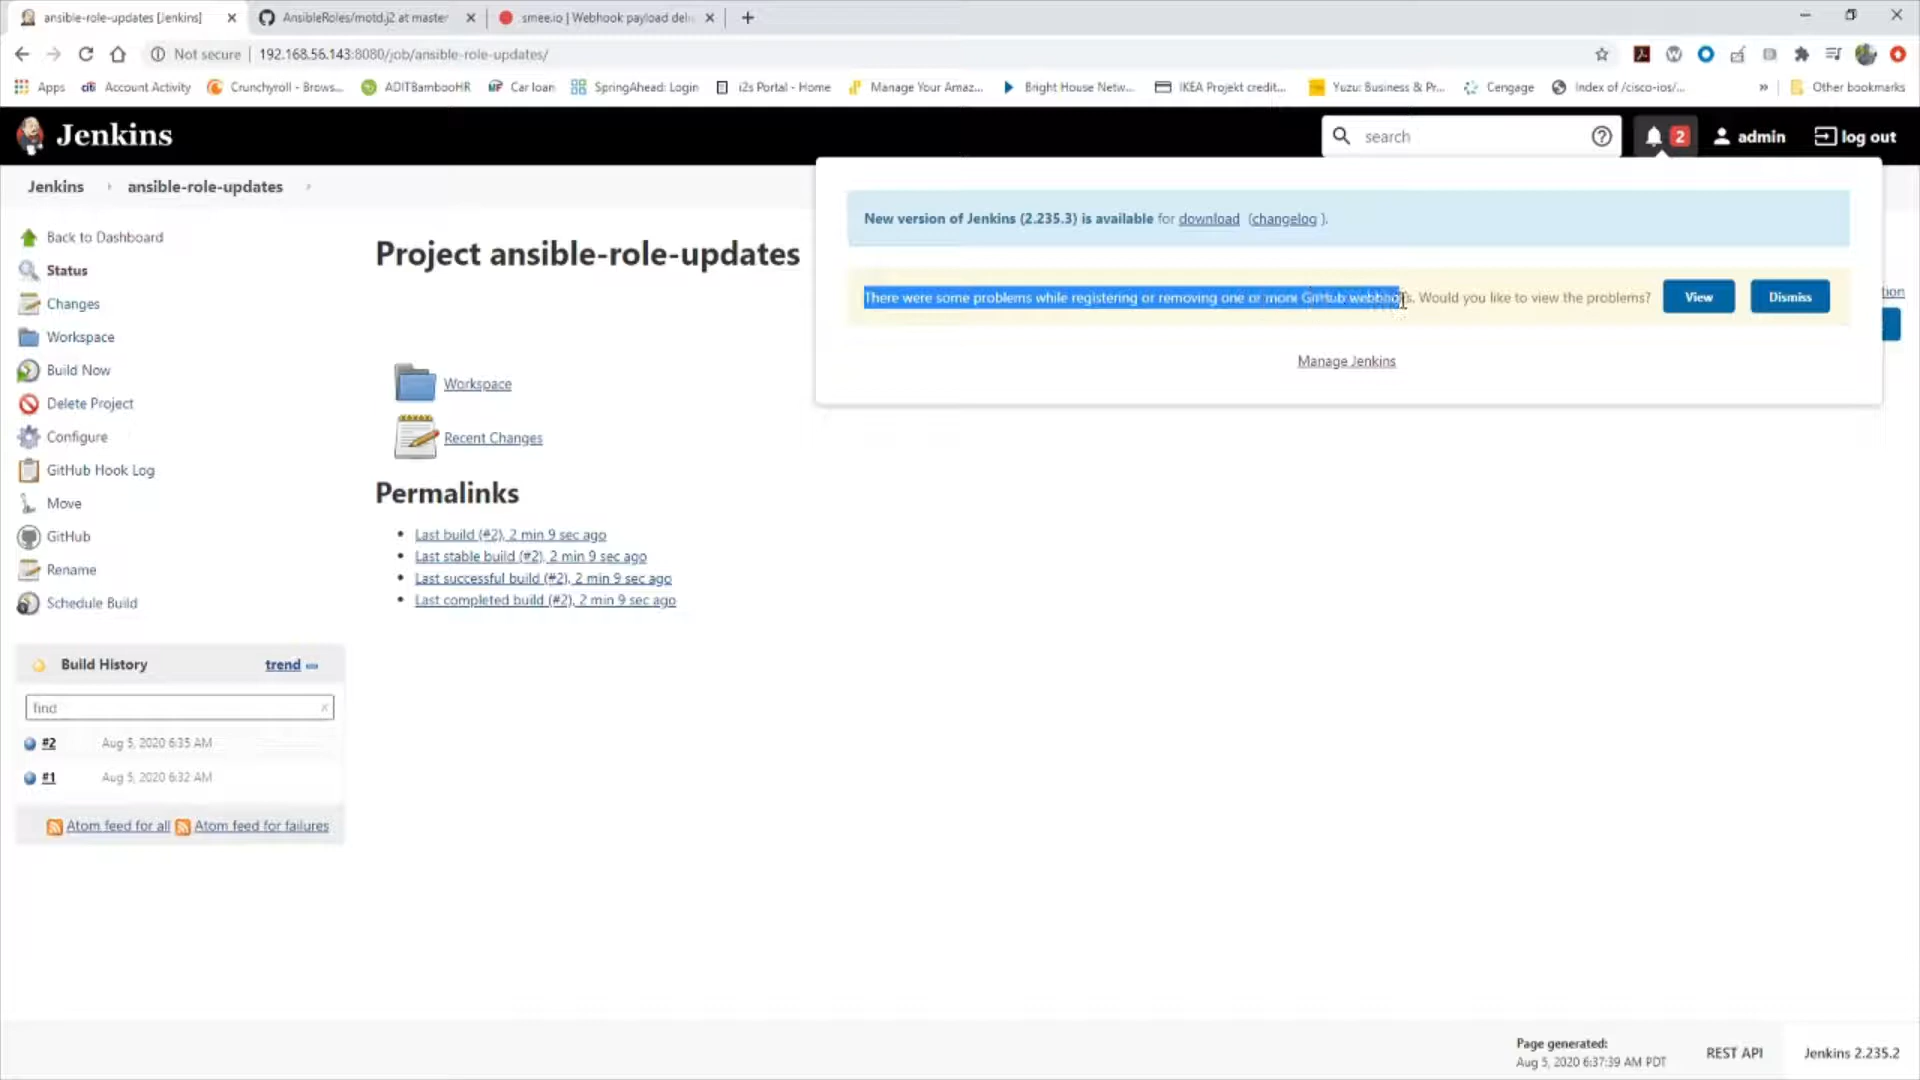 ansible-role-updates [Jenkins]
AnsibleRoles/motd.j2 at master
smee.io | Webhook payload deli
Not secure
192.168.56.143:8080/job/ansible-role-updates/
Apps
citi
Account Activity
Crunchyroll - Brows...
ADITBambooHR
MF
Car loan
SpringAhead: Login
i2s Portal - Home
Manage Your Amaz...
Bright House Netw...
IKEA Projekt credit...
Yuzu: Business & Pr...
Cengage
Index of /cisco-ios/...
»
Other bookmarks
Jenkins
search
2
admin
log out
Jenkins
ansible-role-updates
New version of Jenkins (2.235.3) is available for download (changelog ).
There were some problems while registering or removing one or more GitHub webhooks. Would you like to view the problems?
View
Dismiss
Manage Jenkins
Back to Dashboard
Status
Changes
Workspace
Build Now
Delete Project
Configure
GitHub Hook Log
Move
GitHub
Rename
Schedule Build
Project ansible-role-updates
tion
Workspace
Recent Changes
Permalinks
• Last build (#2), 2 min 9 sec ago
• Last stable build (#2), 2 min 9 sec ago
• Last successful build (#2), 2 min 9 sec ago
• Last completed build (#2), 2 min 9 sec ago
Build History
trend
find
x
#2
Aug 5, 2020 6:35 AM
#1
Aug 5, 2020 6:32 AM
Atom feed for all
Atom feed for failures
Page generated:
Aug 5, 2020 6:37:39 AM PDT
REST API
Jenkins 2.235.2